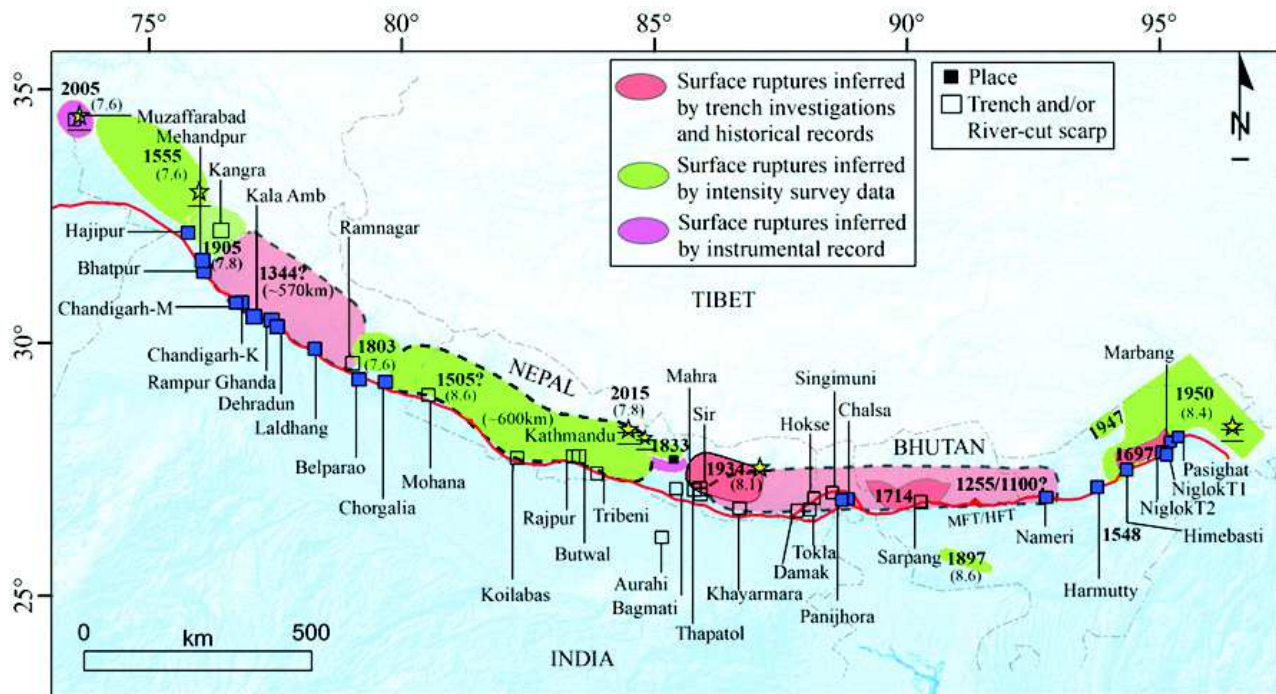 75° 80° 85° 90° 95°
35°
30°
25°
Surface ruptures inferred
by trench investigations
and historical records
Surface ruptures inferred
by intensity survey data
Surface ruptures inferred
by instrumental record
Place
Trench and/or
River-cut scarp
N
2005
(7.6)
Muzaffarabad
Mehandpur
1555
(7.6)
Kangra
Kala Amb
Ramnagar
Hajipur
1905
(7.8)
Bhatpur
1344?
(~570km)
Chandigarh-M
Chandigarh-K
Rampur Ghanda
Dehradun
Laldhang
Belparao
Chorgalia
Mohana
1803
(7.6)
1505?
(8.6)
NEPAL
(~600km)
Kathmandu
2015
(7.8)
1833
TIBET
Mahra
Sir
Singimuni
Hokse
Chalsa
BHUTAN
Marbang
1947
1950
(8.4)
1934
(8.1)
1714
1255/1100?
MFT/HFT
1697
Pasighat
NiglokT1
NiglokT2
Himebasti
1548
Harmutty
Nameri
1897
(8.6)
Sarpang
Tokla
Damak
Panijhora
Khayarmara
Thapatol
Bagmati
Aurahi
Tribeni
Butwal
Rajpur
Koilabas
INDIA
0 500
km